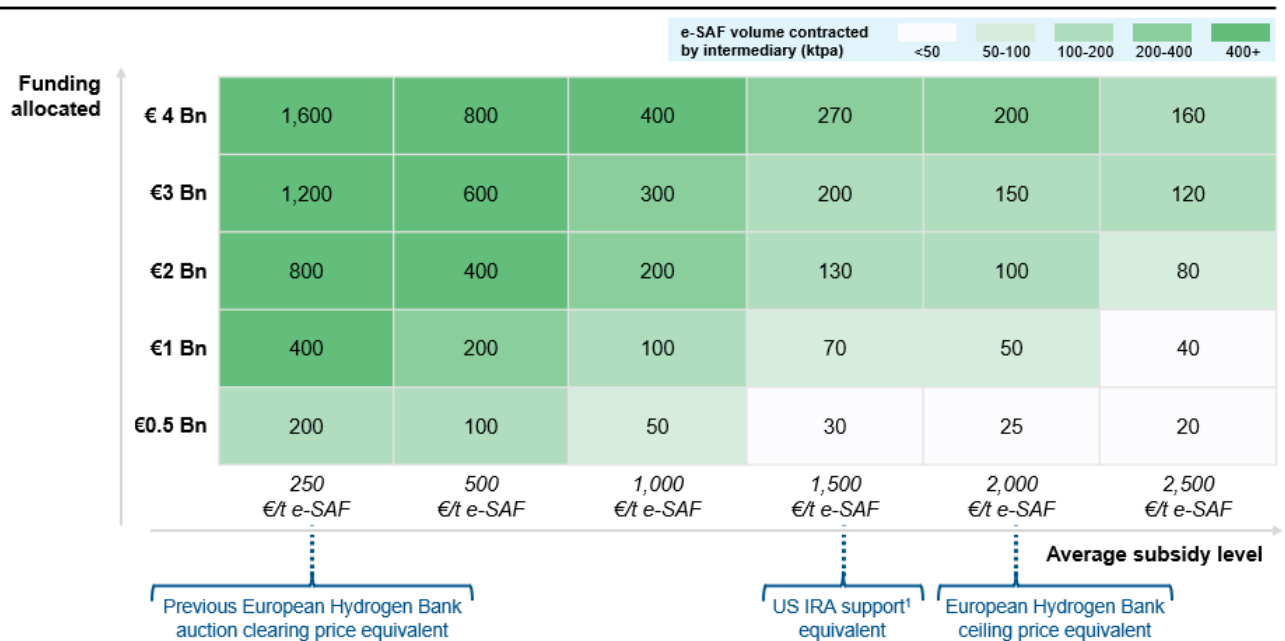 e-SAF volume contracted
by intermediary (ktpa)
<50 50-100 100-200 200-400 400+
Funding
allocated
€ 4 Bn 1,600 800 400 270 200 160
€3 Bn 1,200 600 300 200 150 120
€2 Bn 800 400 200 130 100 80
€1 Bn 400 200 100 70 50 40
€0.5 Bn 200 100 50 30 25 20
250 500 1,000 1,500 2,000 2,500
€/t e-SAF €/t e-SAF €/t e-SAF €/t e-SAF €/t e-SAF €/t e-SAF
Average subsidy level
Previous European Hydrogen Bank
auction clearing price equivalent
US IRA support¹
equivalent
European Hydrogen Bank
ceiling price equivalent